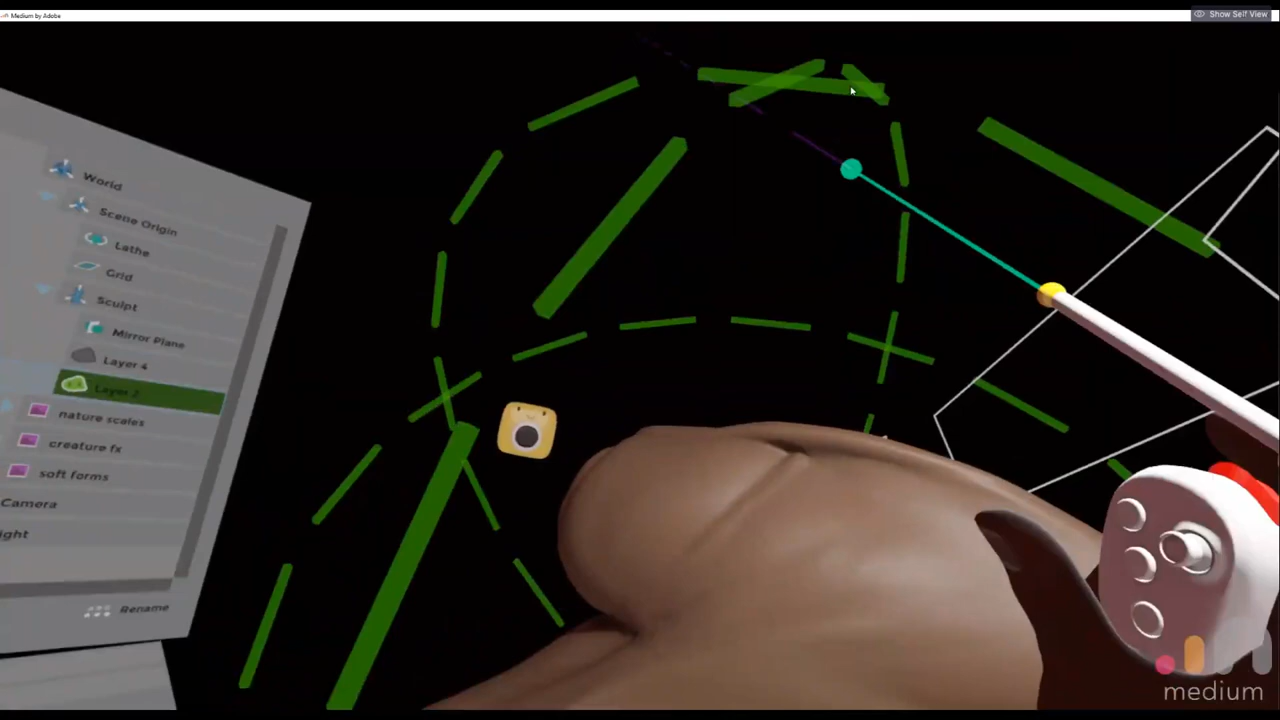 Medium by Adobe
Show Self View
World
Scene Origin
Lathe
Grid
Sculpt
Mirror Plane
Layer 4
nature scales
creature fx
soft forms
Camera
ight
Rename
medium